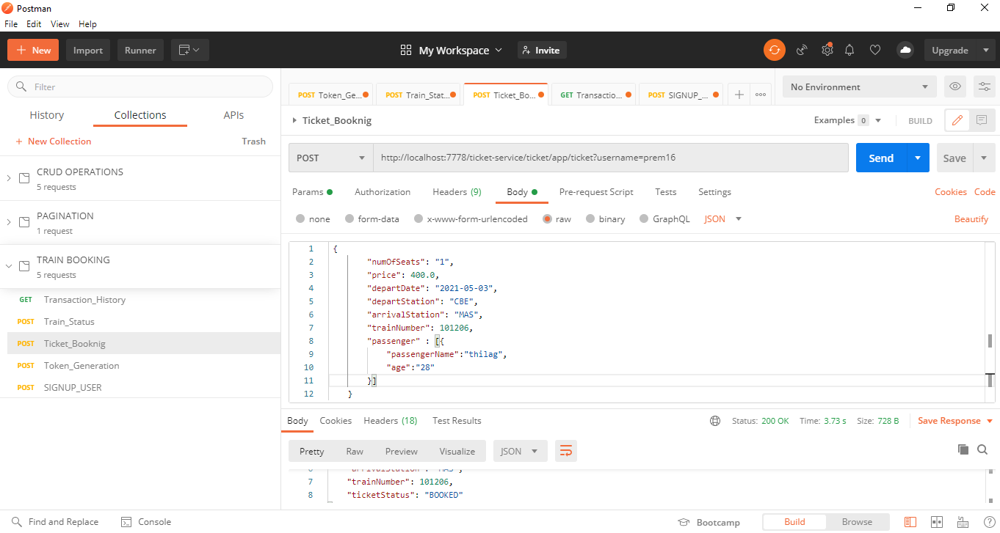 Postman
File Edit View Help
New Import Runner My Workspace Invite Upgrade
Filter
History Collections APIs
New Collection Trash
CRUD OPERATIONS
5 requests
PAGINATION
1 request
TRAIN BOOKING
5 requests
GET Transaction_History
POST Train_Status
POST Ticket_Booknig
POST Token_Generation
POST SIGNUP_USER
POST Token_Ge... POST Train_Stat... POST Ticket_Bo... GET Transactio... POST SIGNUP_... No Environment
Ticket_Booknig Examples 0 BUILD
POST http://localhost:7778/ticket-service/ticket/app/ticket?username=prem16 Send Save
Params Authorization Headers (9) Body Pre-request Script Tests Settings Cookies Code
none form-data x-www-form-urlencoded raw binary GraphQL JSON Beautify
1 {
2 "numOfSeats": "1",
3 "price": 400.0,
4 "departDate": "2021-05-03",
5 "departStation": "CBE",
6 "arrivalStation": "MAS",
7 "trainNumber": 101206,
8 "passenger" : [{
9 "passengerName":"thilag",
10 "age":"28"
11 }]
12 }
Body Cookies Headers (18) Test Results Status: 200 OK Time: 3.73 s Size: 728 B Save Response
Pretty Raw Preview Visualize JSON
6 "arrivalStation": "MAS",
7 "trainNumber": 101206,
8 "ticketStatus": "BOOKED"
Find and Replace Console Bootcamp Build Browse